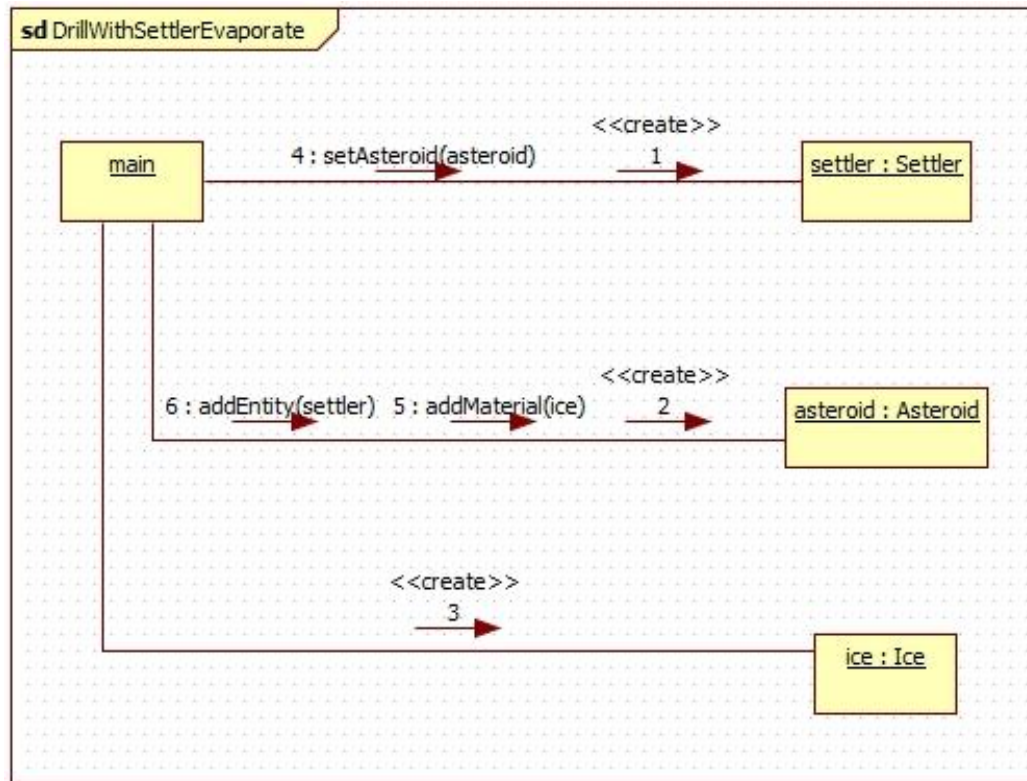 sd DrillWithSettlerEvaporate
<<create>>
main
4 : setAsteroid(asteroid)
1
settler : Settler
<<create>>
6 : addEntity(settler)
5 : addMaterial(ice)
2
asteroid : Asteroid
<<create>>
3
ice : Ice